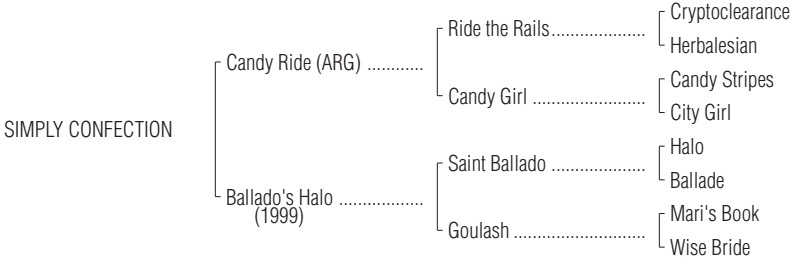 Cryptoclearance
Ride the Rails.....................
Herbalesian
Candy Ride (ARG) ............
Candy Stripes
Candy Girl .........................
City Girl
SIMPLY CONFECTION
Halo
Saint Ballado .....................
Ballade
Ballado's Halo ..................
(1999)
Mari's Book
Goulash .............................
Wise Bride